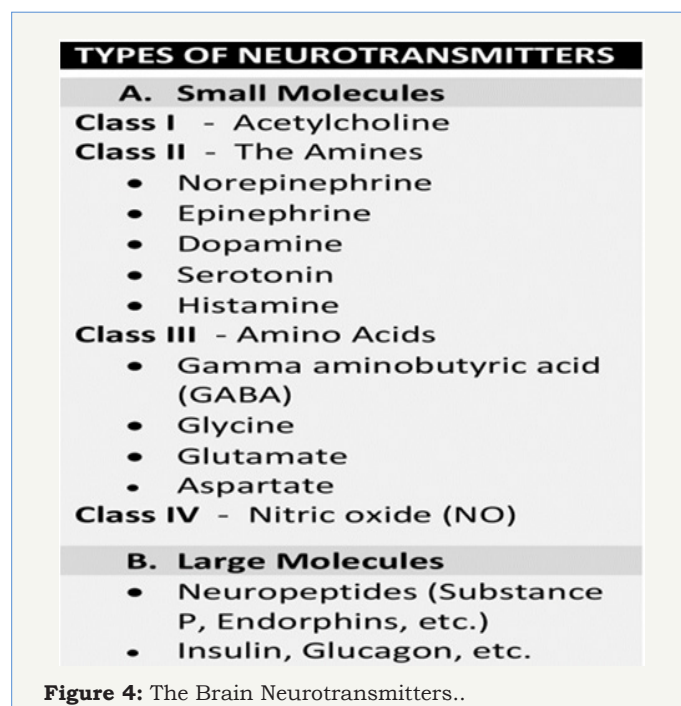 TYPES OF NEUROTRANSMITTERS
A. Small Molecules
Class I - Acetylcholine
Class II - The Amines
• Norepinephrine
• Epinephrine
• Dopamine
• Serotonin
• Histamine
Class III - Amino Acids
• Gamma aminobutyric acid
(GABA)
• Glycine
• Glutamate
• Aspartate
Class IV - Nitric oxide (NO)
B. Large Molecules
• Neuropeptides (Substance
P, Endorphins, etc.)
• Insulin, Glucagon, etc.
Figure 4: The Brain Neurotransmitters..